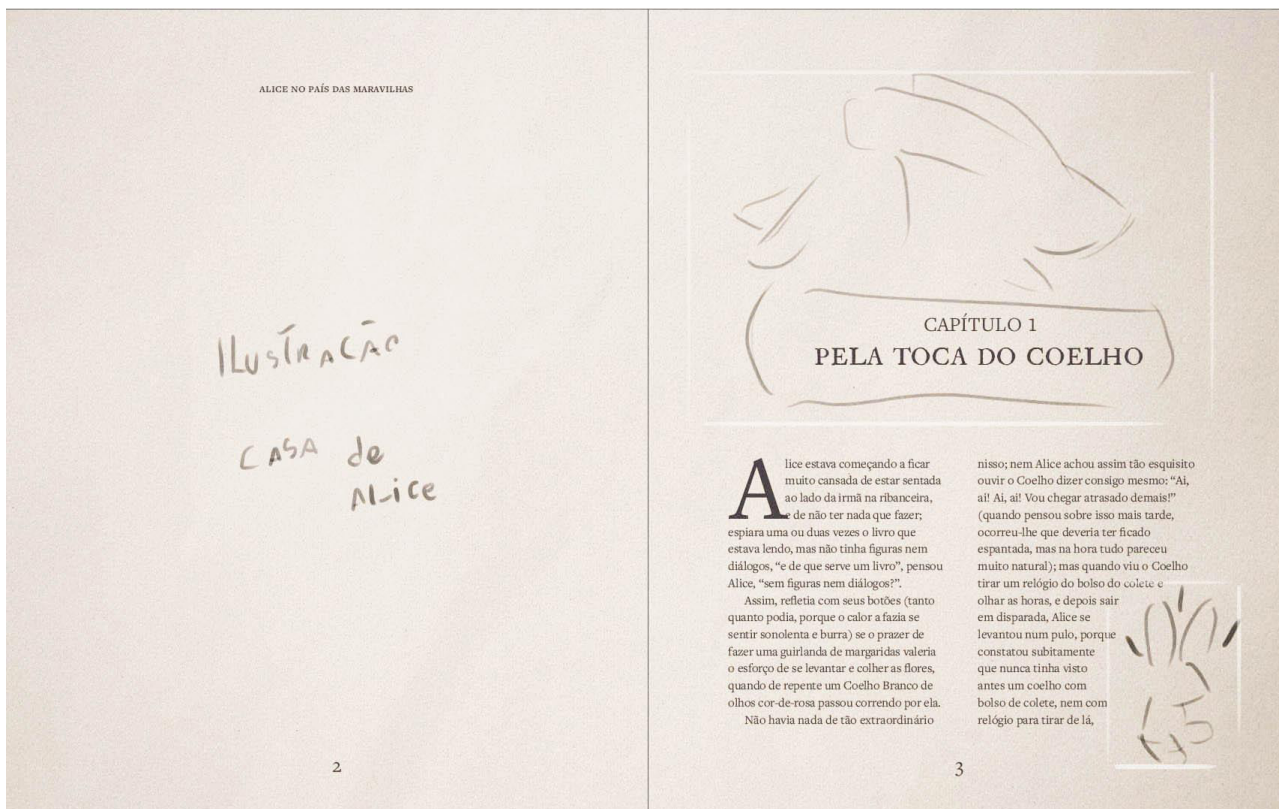 ALICE NO PAÍS DAS MARAVILHAS
ILUSTRAÇÃO
CASA de
ALice
2
CAPÍTULO 1
PELA TOCA DO COELHO
Alice estava começando a ficar
muito cansada de estar sentada
ao lado da irmã na ribanceira,
e de não ter nada que fazer;
espiara uma ou duas vezes o livro que
estava lendo, mas não tinha figuras nem
diálogos, “e de que serve um livro”, pensou
Alice, “sem figuras nem diálogos?”.
Assim, refletia com seus botões (tanto
quanto podia, porque o calor a fazia se
sentir sonolenta e burra) se o prazer de
fazer uma guirlanda de margaridas valeria
o esforço de se levantar e colher as flores,
quando de repente um Coelho Branco de
olhos cor-de-rosa passou correndo por ela.
Não havia nada de tão extraordinário
nisso; nem Alice achou assim tão esquisito
ouvir o Coelho dizer consigo mesmo: “Ai,
ai! Ai, ai! Vou chegar atrasado demais!”
(quando pensou sobre isso mais tarde,
ocorreu-lhe que deveria ter ficado
espantada, mas na hora tudo pareceu
muito natural); mas quando viu o Coelho
tirar um relógio do bolso do colete e
olhar as horas, e depois sair
em disparada, Alice se
levantou num pulo, porque
constatou subitamente
que nunca tinha visto
antes um coelho com
bolso de colete, nem com
relógio para tirar de lá,
3